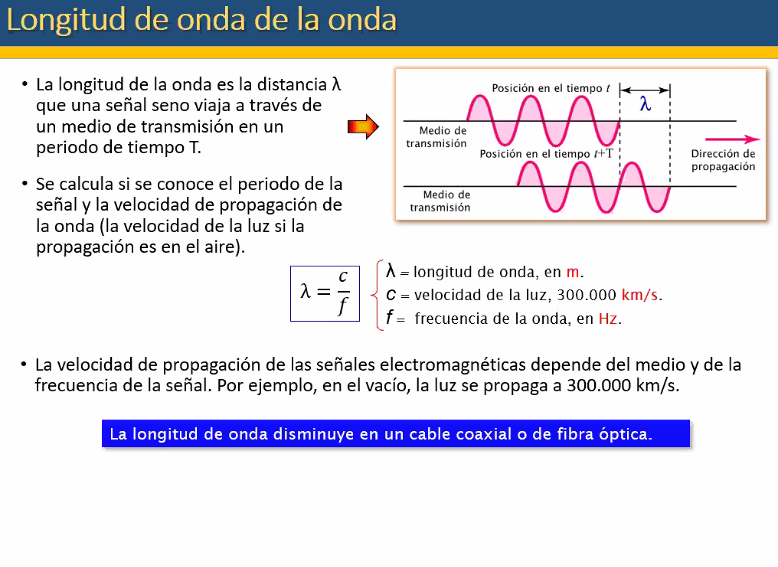 Longitud de onda de la onda
• La longitud de la onda es la distancia λ
que una señal seno viaja a través de
un medio de transmisión en un
periodo de tiempo T.
Posición en el tiempo t
λ
Medio de
transmisión
Posición en el tiempo t+T
Dirección de
propagación
Medio de
transmisión
• Se calcula si se conoce el periodo de la
señal y la velocidad de propagación de
la onda (la velocidad de la luz si la
propagación es en el aire).
λ = c/f
λ = longitud de onda, en m.
c = velocidad de la luz, 300.000 km/s.
f = frecuencia de la onda, en Hz.
• La velocidad de propagación de las señales electromagnéticas depende del medio y de la
frecuencia de la señal. Por ejemplo, en el vacío, la luz se propaga a 300.000 km/s.
La longitud de onda disminuye en un cable coaxial o de fibra óptica.